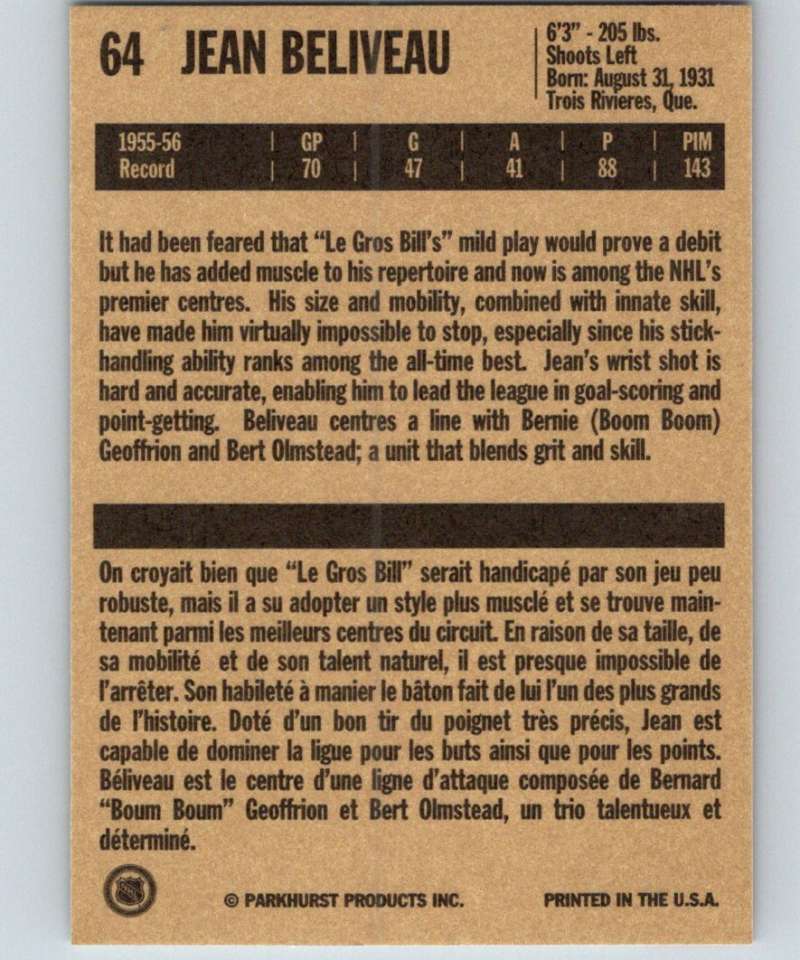 64 JEAN BELIVEAU
6'3" - 205 lbs.
Shoots Left
Born: August 31, 1931
Trois Rivieres, Que.
1955-56 | GP | G | A | P | PIM
Record | 70 | 47 | 41 | 88 | 143
It had been feared that "Le Gros Bill's" mild play would prove a debit
but he has added muscle to his repertoire and now is among the NHL's
premier centres. His size and mobility, combined with innate skill,
have made him virtually impossible to stop, especially since his stick-
handling ability ranks among the all-time best. Jean's wrist shot is
hard and accurate, enabling him to lead the league in goal-scoring and
point-getting. Beliveau centres a line with Bernie (Boom Boom)
Geoffrion and Bert Olmstead; a unit that blends grit and skill.
On croyait bien que "Le Gros Bill" serait handicapé par son jeu peu
robuste, mais il a su adopter un style plus musclé et se trouve main-
tenant parmi les meilleurs centres du circuit. En raison de sa taille, de
sa mobilité et de son talent naturel, il est presque impossible de
l'arrêter. Son habileté à manier le bâton fait de lui l'un des plus grands
de l'histoire. Doté d'un bon tir du poignet très précis, Jean est
capable de dominer la ligue pour les buts ainsi que pour les points.
Béliveau est le centre d'une ligne d'attaque composée de Bernard
"Boum Boum" Geoffrion et Bert Olmstead, un trio talentueux et
déterminé.
NHL
© PARKHURST PRODUCTS INC. PRINTED IN THE U.S.A.